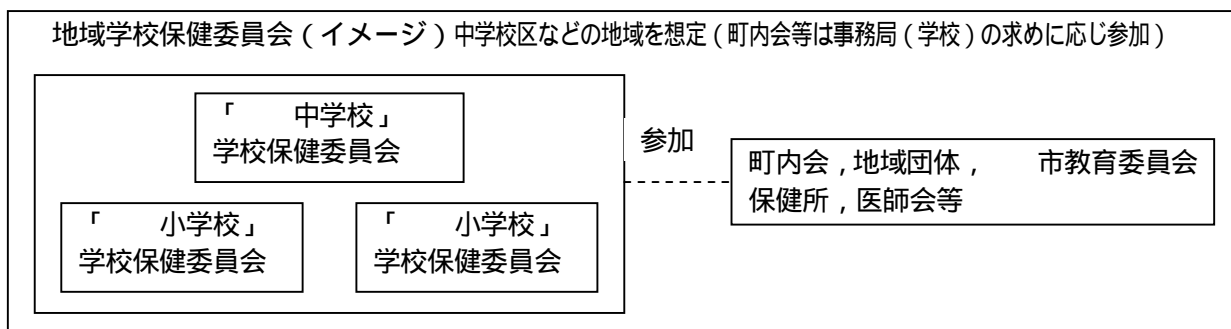 地域学校保健委員会(イメージ)中学校区などの地域を想定(町内会等は事務局(学校)の求めに応じ参加)
「　　中学校」
学校保健委員会
参加
町内会,地域団体,　　市教育委員会
保健所,医師会等
「　　小学校」
学校保健委員会
「　　小学校」
学校保健委員会